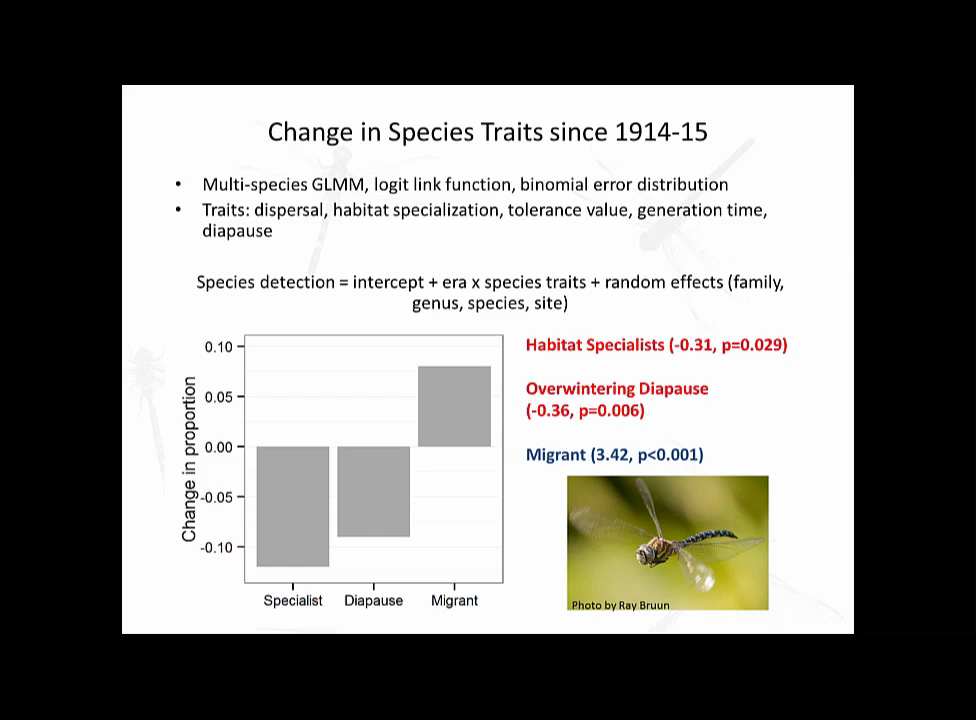 Change in Species Traits since 1914-15
• Multi-species GLMM, logit link function, binomial error distribution
• Traits: dispersal, habitat specialization, tolerance value, generation time,
diapause
Species detection = intercept + era x species traits + random effects (family,
genus, species, site)
Change in proportion
0.10
0.05
0.00
-0.05
-0.10
Specialist Diapause Migrant
Habitat Specialists (-0.31, p=0.029)
Overwintering Diapause
(-0.36, p=0.006)
Migrant (3.42, p<0.001)
Photo by Ray Bruun